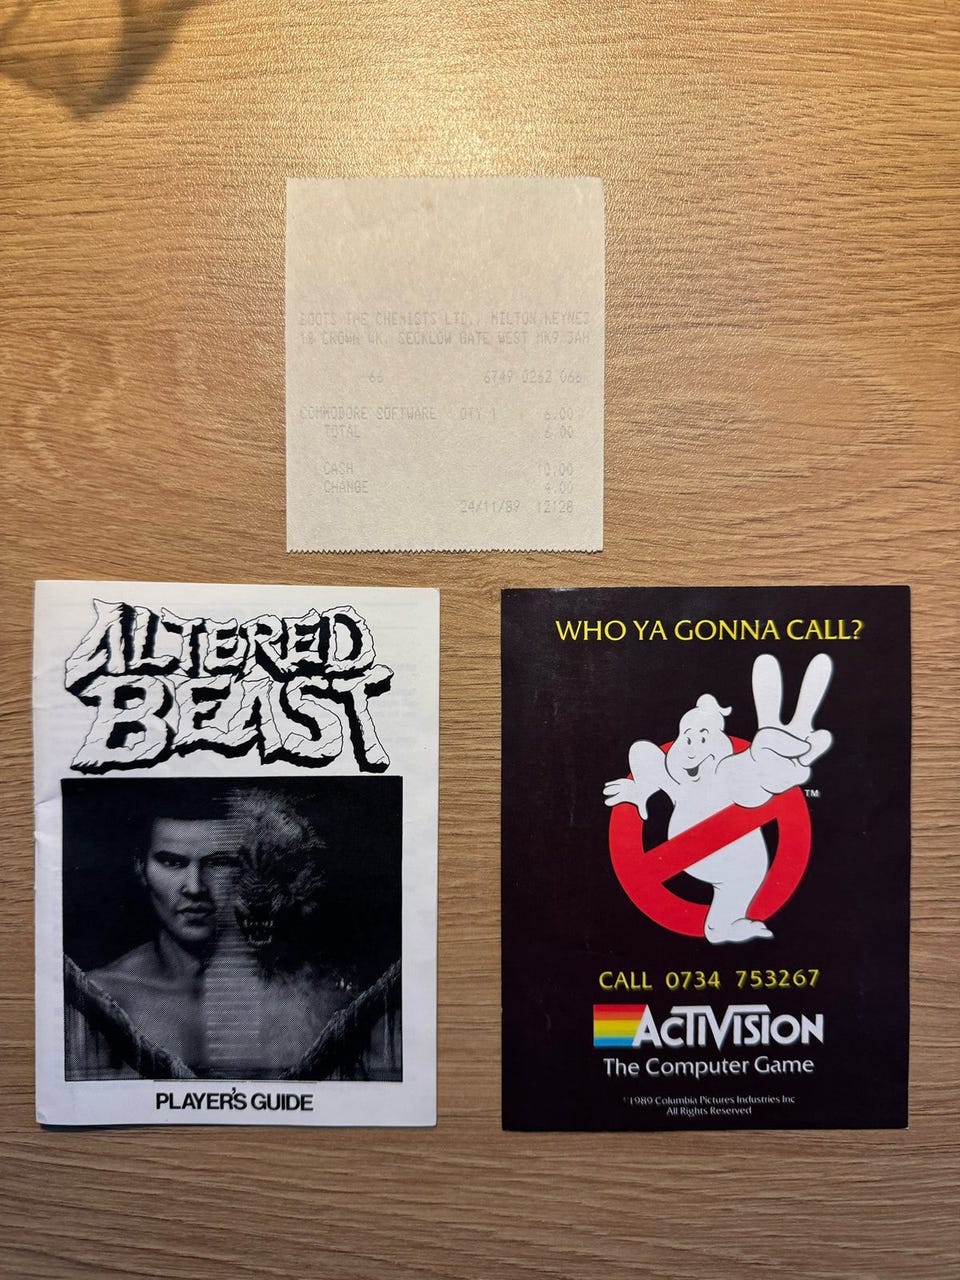 BOOTS THE CHEMISTS LTD., MILTON KEYNES
18 CROWN WK. SECKLOW GATE WEST MK9 3AH
66 6749 0262 066
COMMODORE SOFTWARE QTY 1 6.00
TOTAL 6.00
CASH 10.00
CHANGE 4.00
24/11/89 12:28
ALTERED
BEAST
PLAYER'S GUIDE
WHO YA GONNA CALL?
TM
CALL 0734 753267
ACTIVISION
The Computer Game
©1989 Columbia Pictures Industries Inc
All Rights Reserved